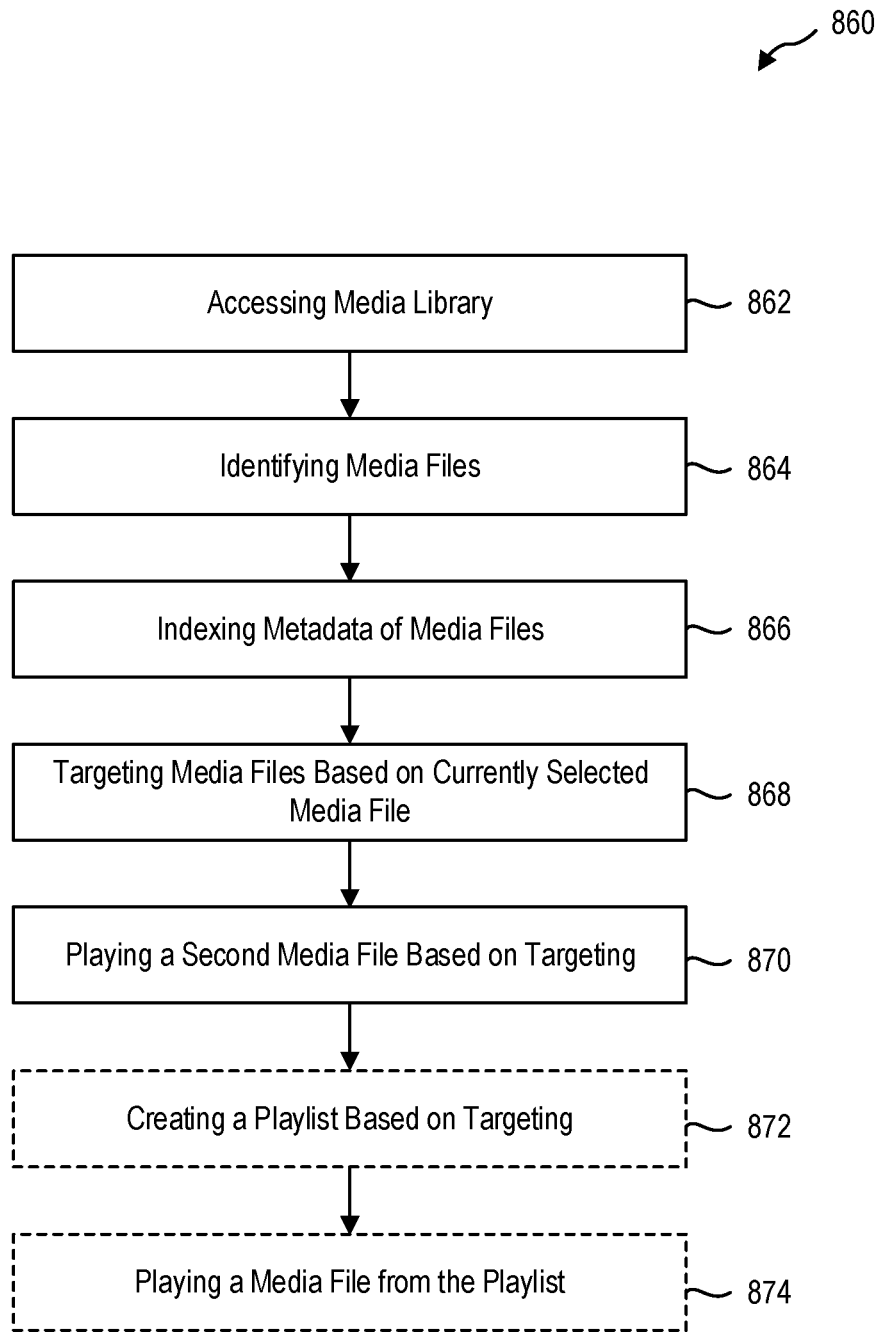 860
Accessing Media Library
862
Identifying Media Files
864
Indexing Metadata of Media Files
866
Targeting Media Files Based on Currently Selected
Media File
868
Playing a Second Media File Based on Targeting
870
Creating a Playlist Based on Targeting
872
Playing a Media File from the Playlist
874